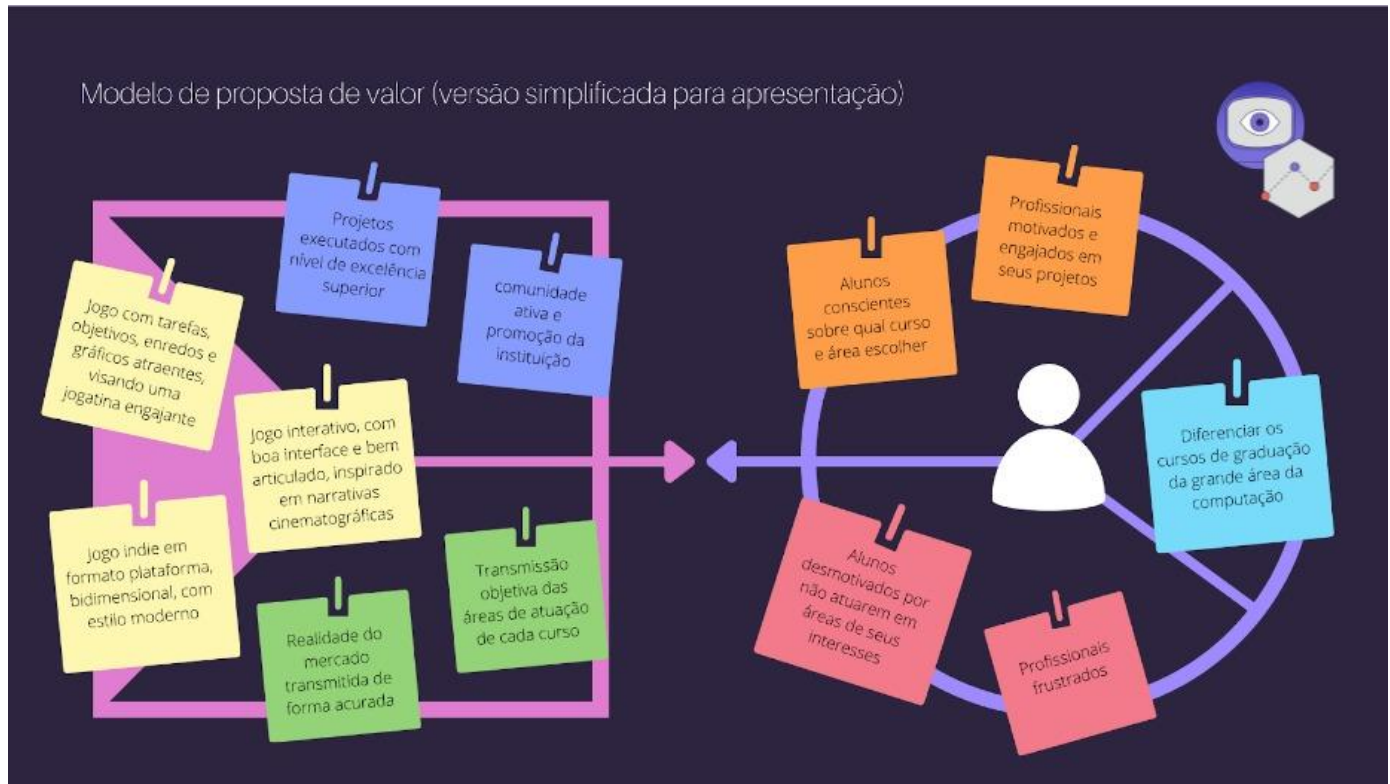 Modelo de proposta de valor (versão simplificada para apresentação)
Projetos
executados com
nível de excelência
superior
comunidade
ativa e
promoção da
instituição
Jogo com tarefas,
objetivos, enredos e
gráficos atraentes,
visando uma
jogatina engajante
Jogo interativo, com
boa interface e bem
articulado, inspirado
em narrativas
cinematográficas
Jogo indie em
formato plataforma,
bidimensional, com
estilo moderno
Transmissão
objetiva das
áreas de atuação
de cada curso
Realidade do
mercado
transmitida de
forma acurada
Profissionais
motivados e
engajados em
seus projetos
Alunos
conscientes
sobre qual curso
e área escolher
Diferenciar os
cursos de graduação
da grande área da
computação
Alunos
desmotivados por
não atuarem em
áreas de seus
interesses
Profissionais
frustrados